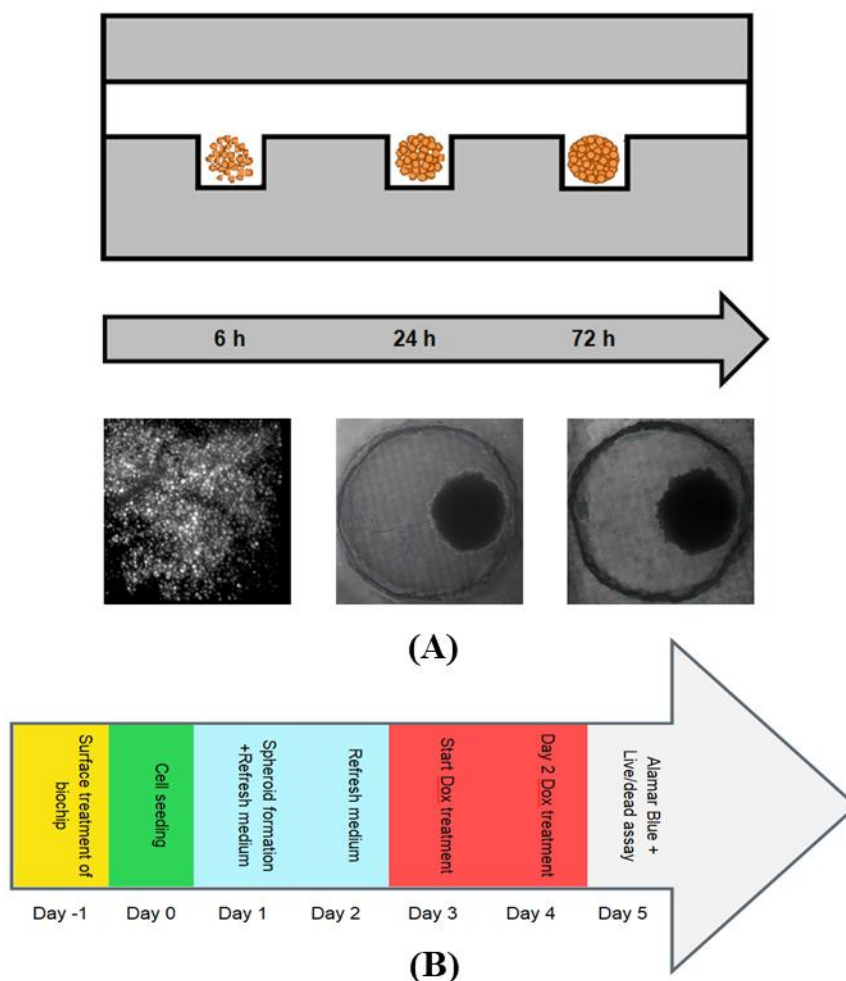 6 h 24 h 72 h
(A)
Surface treatment of
biochip
Cell seeding
Spheroid formation
+Refresh medium
Refresh medium
Start Dox treatment
Day 2 Dox treatment
Alamar Blue +
Live/dead assay
Day -1 Day 0 Day 1 Day 2 Day 3 Day 4 Day 5
(B)